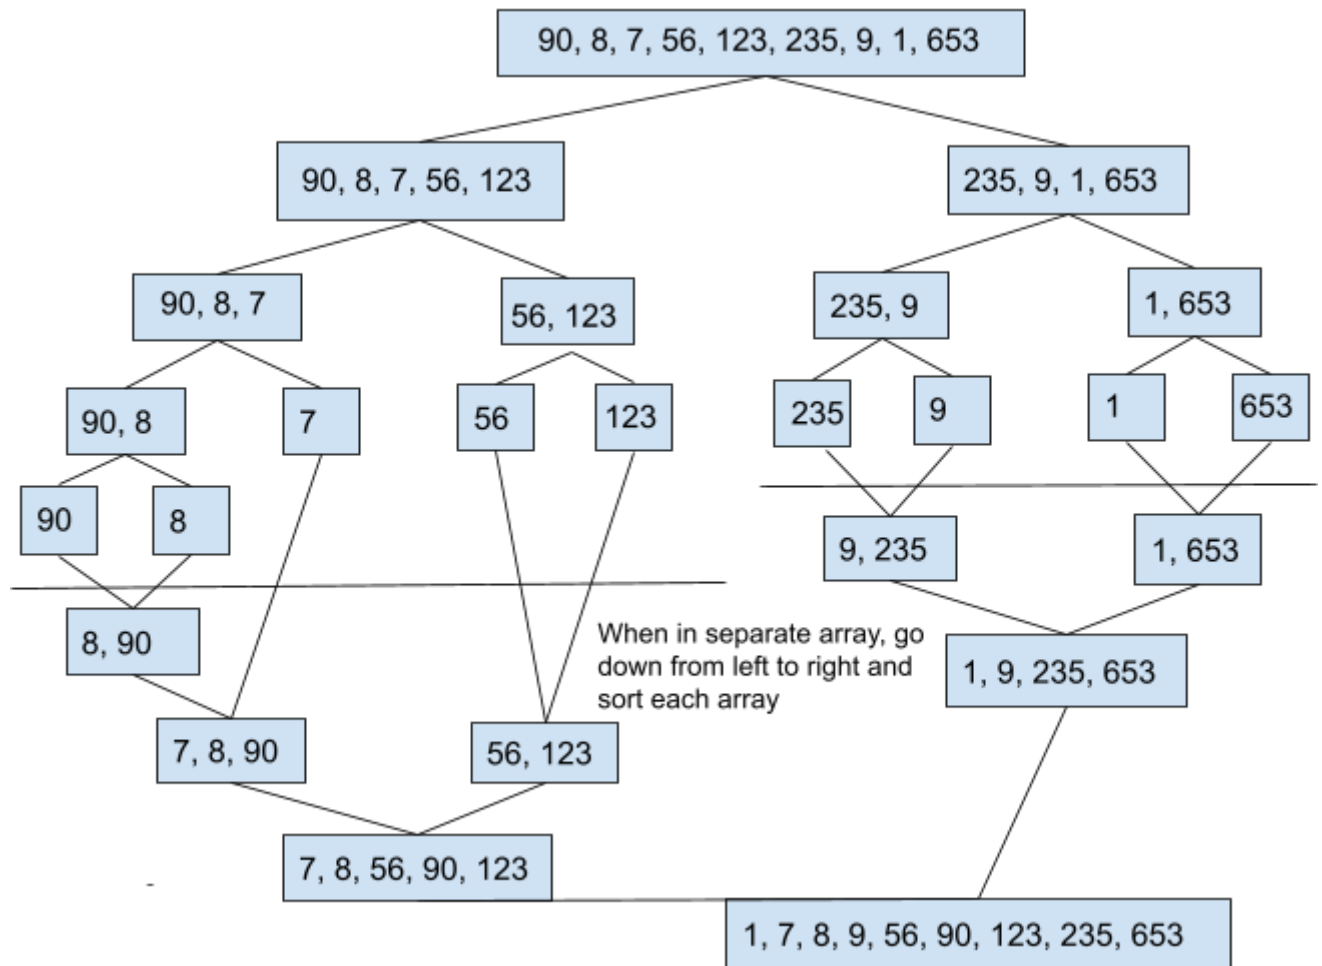 90, 8, 7, 56, 123, 235, 9, 1, 653
90, 8, 7, 56, 123
235, 9, 1, 653
90, 8, 7
56, 123
235, 9
1, 653
90, 8
7
56
123
235
9
1
653
90
8
9, 235
1, 653
8, 90
When in separate array, go
down from left to right and
sort each array
1, 9, 235, 653
7, 8, 90
56, 123
7, 8, 56, 90, 123
1, 7, 8, 9, 56, 90, 123, 235, 653